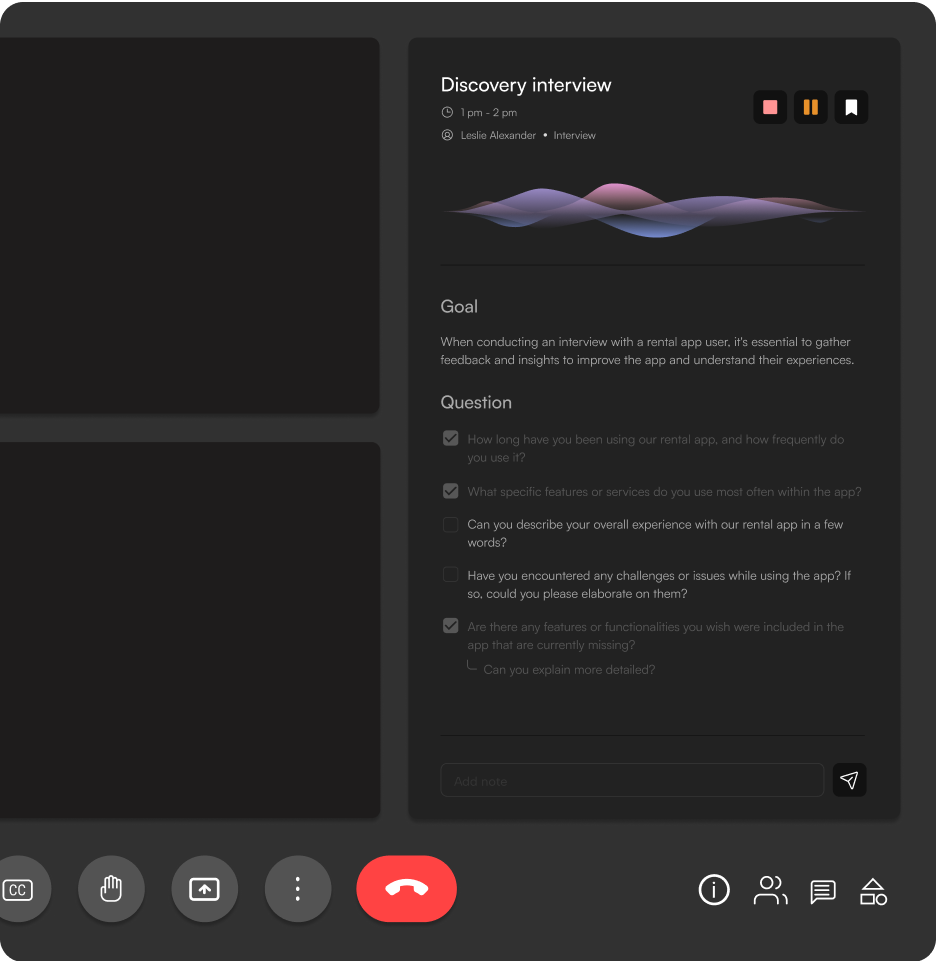 Discovery interview
1 pm - 2 pm
Leslie Alexander • Interview
Goal
When conducting an interview with a rental app user, it's essential to gather
feedback and insights to improve the app and understand their experiences.
Question
How long have you been using our rental app, and how frequently do
you use it?
What specific features or services do you use most often within the app?
Can you describe your overall experience with our rental app in a few
words?
Have you encountered any challenges or issues while using the app? If
so, could you please elaborate on them?
Are there any features or functionalities you wish were included in the
app that are currently missing?
Can you explain more detailed?
Add note
CC